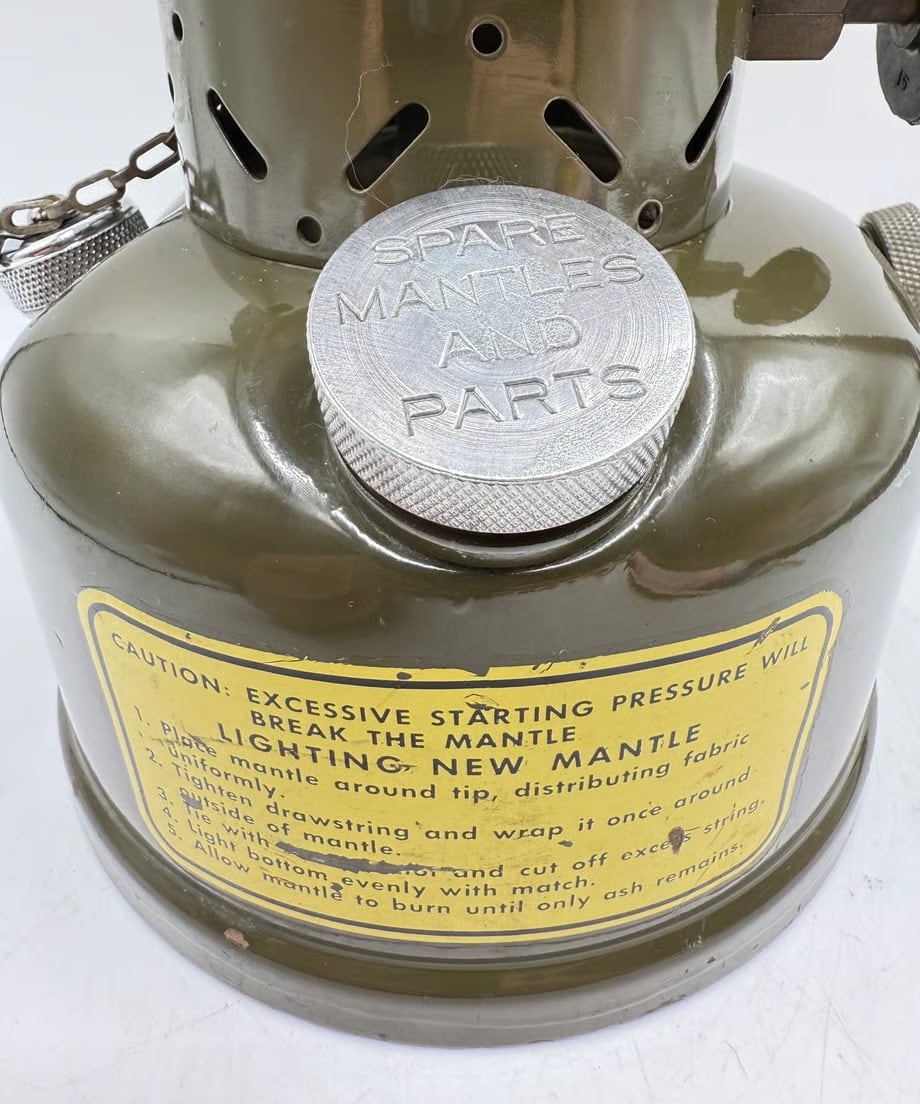 15
SPARE
MANTLES
AND
PARTS
CAUTION: EXCESSIVE STARTING PRESSURE WILL
BREAK THE MANTLE
LIGHTING NEW MANTLE
1. Place mantle around tip, distributing fabric
uniformly.
2. Tighten drawstring and wrap it once around
outside of mantle.
3. Tie with and cut off excess string.
4. Light bottom evenly with match.
5. Allow mantle to burn until only ash remains.